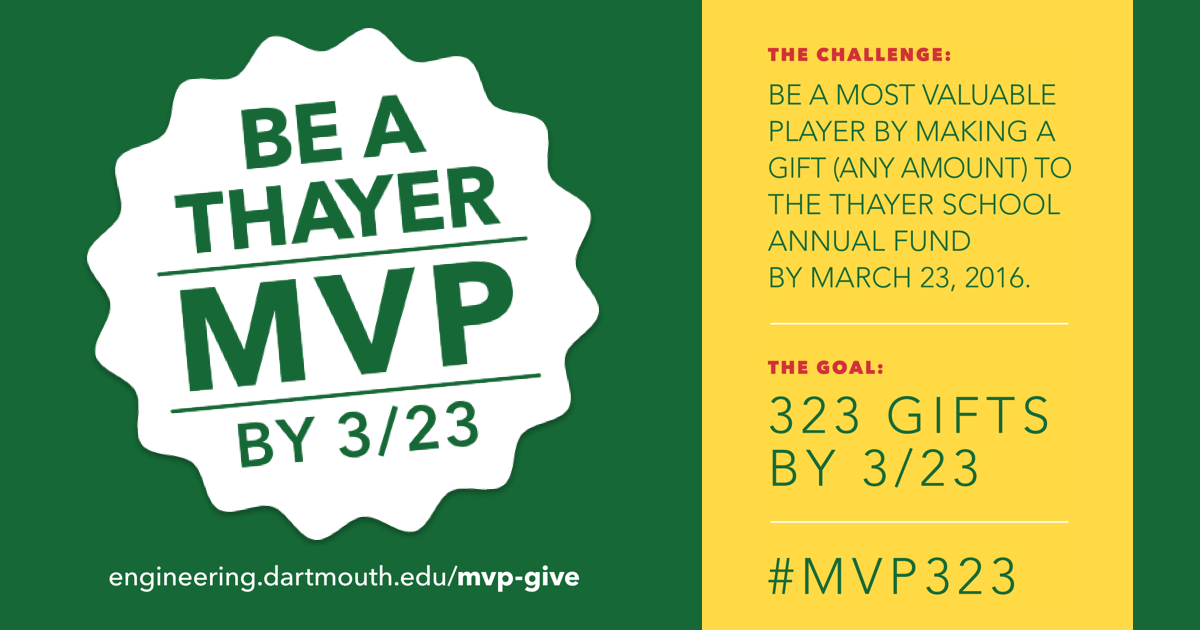 BE A
THAYER
MVP
BY 3/23
engineering.dartmouth.edu/mvp-give
THE CHALLENGE:
BE A MOST VALUABLE
PLAYER BY MAKING A
GIFT (ANY AMOUNT) TO
THE THAYER SCHOOL
ANNUAL FUND
BY MARCH 23, 2016.
THE GOAL:
323 GIFTS
BY 3/23
#MVP323